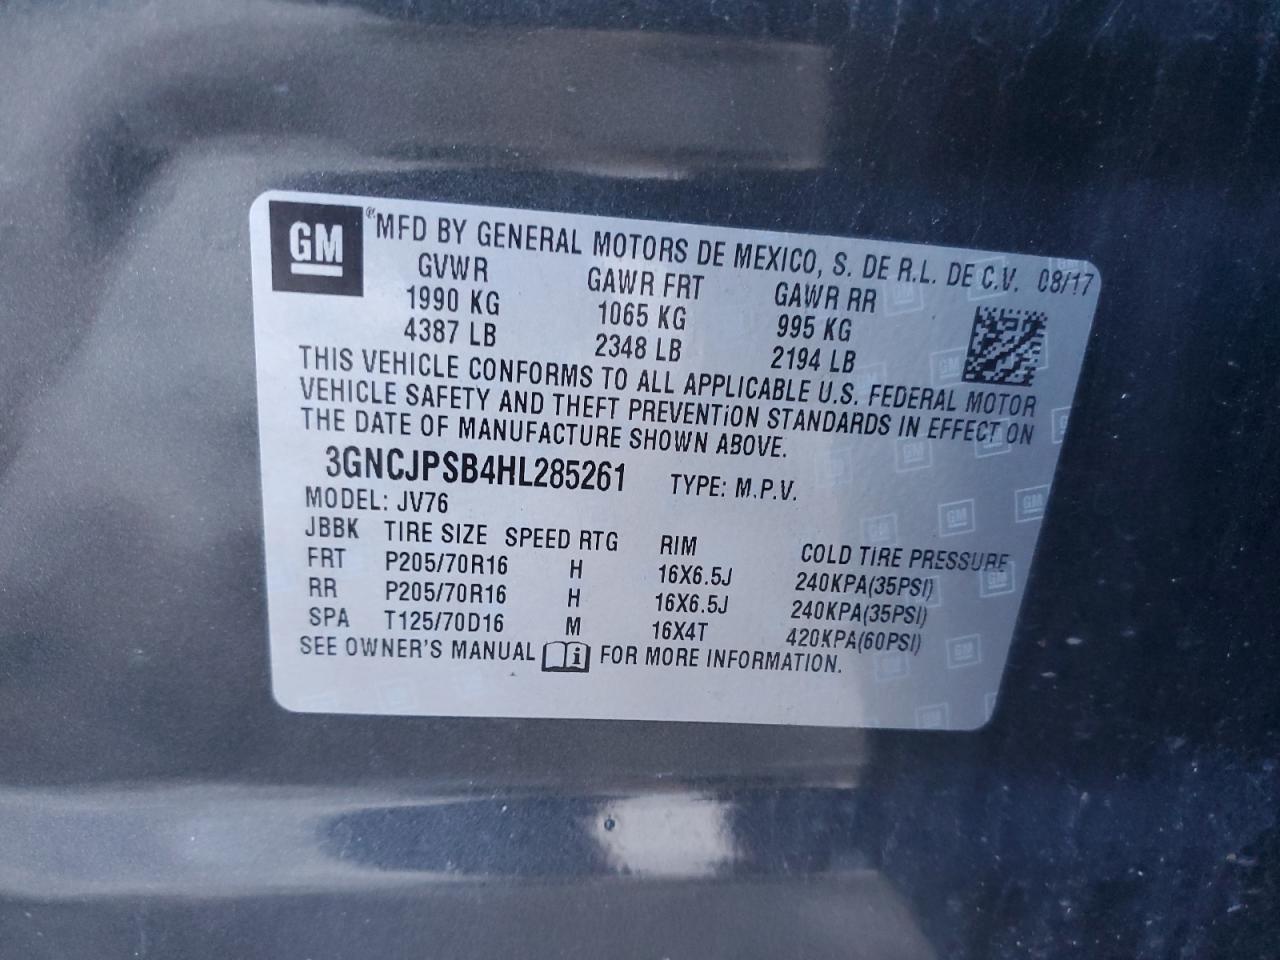 GM ® MFD BY GENERAL MOTORS DE MEXICO, S. DE R.L. DE C.V. 08/17
GVWR GAWR FRT GAWR RR
1990 KG 1065 KG 995 KG
4387 LB 2348 LB 2194 LB
THIS VEHICLE CONFORMS TO ALL APPLICABLE U.S. FEDERAL MOTOR
VEHICLE SAFETY AND THEFT PREVENTION STANDARDS IN EFFECT ON
THE DATE OF MANUFACTURE SHOWN ABOVE.
3GNCJPSB4HL285261 TYPE: M.P.V.
MODEL: JV76
JBBK TIRE SIZE SPEED RTG RIM COLD TIRE PRESSURE
FRT P205/70R16 H 16X6.5J 240KPA(35PSI)
RR P205/70R16 H 16X6.5J 240KPA(35PSI)
SPA T125/70D16 M 16X4T 420KPA(60PSI)
SEE OWNER'S MANUAL i FOR MORE INFORMATION.